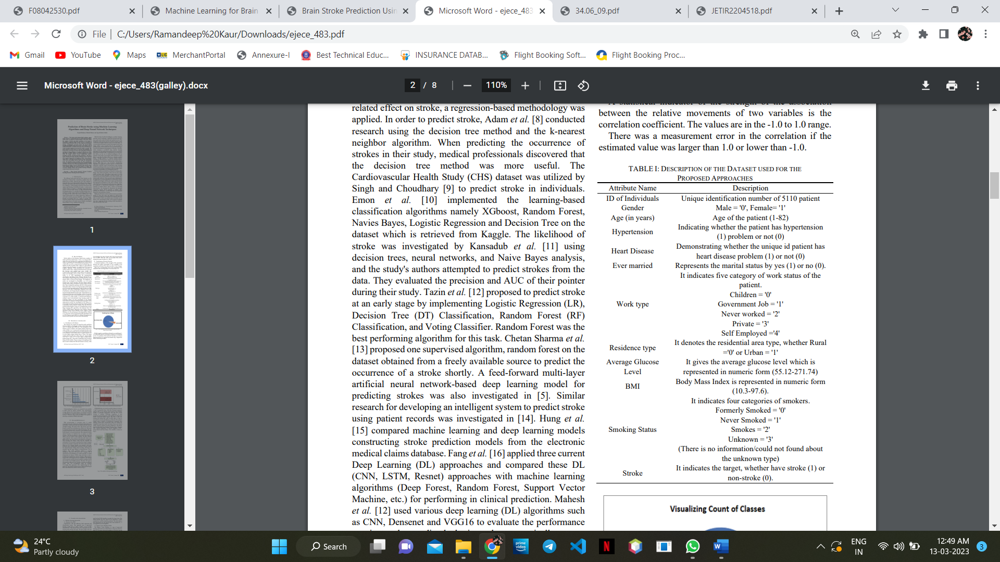 F08042530.pdf
Machine Learning for Brain
Brain Stroke Prediction Usin
Microsoft Word - ejece_483
34.06_09.pdf
JETIR2204518.pdf
File
C:/Users/Ramandeep%20Kaur/Downloads/ejece_483.pdf
Gmail
YouTube
Maps
LIC
MerchantPortal
Annexure-I
Best Technical Educ...
INSURANCE DATAB...
Flight Booking Soft...
Flight Booking Proc...
Microsoft Word - ejece_483(galley).docx
2 / 8
110%
1
2
3
related effect on stroke, a regression-based methodology was
applied. In order to predict stroke, Adam et al. [8] conducted
research using the decision tree method and the k-nearest
neighbor algorithm. When predicting the occurrence of
strokes in their study, medical professionals discovered that
the decision tree method was more useful. The
Cardiovascular Health Study (CHS) dataset was utilized by
Singh and Choudhary [9] to predict stroke in individuals.
Emon et al. [10] implemented the learning-based
classification algorithms namely XGboost, Random Forest,
Navies Bayes, Logistic Regression and Decision Tree on the
dataset which is retrieved from Kaggle. The likelihood of
stroke was investigated by Kansadub et al. [11] using
decision trees, neural networks, and Naive Bayes analysis,
and the study's authors attempted to predict strokes from the
data. They evaluated the precision and AUC of their pointer
during their study. Tazin et al. [12] proposed to predict stroke
at an early stage by implementing Logistic Regression (LR),
Decision Tree (DT) Classification, Random Forest (RF)
Classification, and Voting Classifier. Random Forest was the
best performing algorithm for this task. Chetan Sharma et al.
[13] proposed one supervised algorithm, random forest on the
dataset obtained from a freely available source to predict the
occurrence of a stroke shortly. A feed-forward multi-layer
artificial neural network-based deep learning model for
predicting strokes was also investigated in [5]. Similar
research for developing an intelligent system to predict stroke
using patient records was investigated in [14]. Hung et al.
[15] compared machine learning and deep learning models
constructing stroke prediction models from the electronic
medical claims database. Fang et al. [16] applied three current
Deep Learning (DL) approaches and compared these DL
(CNN, LSTM, Resnet) approaches with machine learning
algorithms (Deep Forest, Random Forest, Support Vector
Machine, etc.) for performing in clinical prediction. Mahesh
et al. [12] used various deep learning (DL) algorithms such
as CNN, Densenet and VGG16 to evaluate the performance
A statistical indicator of the strength of the association
between the relative movements of two variables is the
correlation coefficient. The values are in the -1.0 to 1.0 range.
There was a measurement error in the correlation if the
estimated value was larger than 1.0 or lower than -1.0.
TABLE I: DESCRIPTION OF THE DATASET USED FOR THE
PROPOSED APPROACHES
Attribute Name Description
ID of Individuals Unique identification number of 5110 patient
Gender Male = '0', Female= '1'
Age (in years) Age of the patient (1-82)
Hypertension Indicating whether the patient has hypertension
(1) problem or not (0)
Heart Disease Demonstrating whether the unique id patient has
heart disease problem (1) or not (0)
Ever married Represents the marital status by yes (1) or no (0).
Work type It indicates five category of work status of the
patient.
Children = '0'
Government Job = '1'
Never worked = '2'
Private = '3'
Self Employed ='4'
Residence type It denotes the residential area type, whether Rural
='0' or Urban = '1'
Average Glucose It gives the average glucose level which is
Level represented in numeric form (55.12-271.74)
BMI Body Mass Index is represented in numeric form
(10.3-97.6).
Smoking Status It indicates four categories of smokers.
Formerly Smoked = '0'
Never Smoked = '1'
Smokes = '2'
Unknown = '3'
(There is no information/could not found about
the unknown type)
Stroke It indicates the target, whether have stroke (1) or
non-stroke (0).
Visualizing Count of Classes
24°C
Partly cloudy
Search
prime video
ENG
IN
12:49 AM
13-03-2023
3